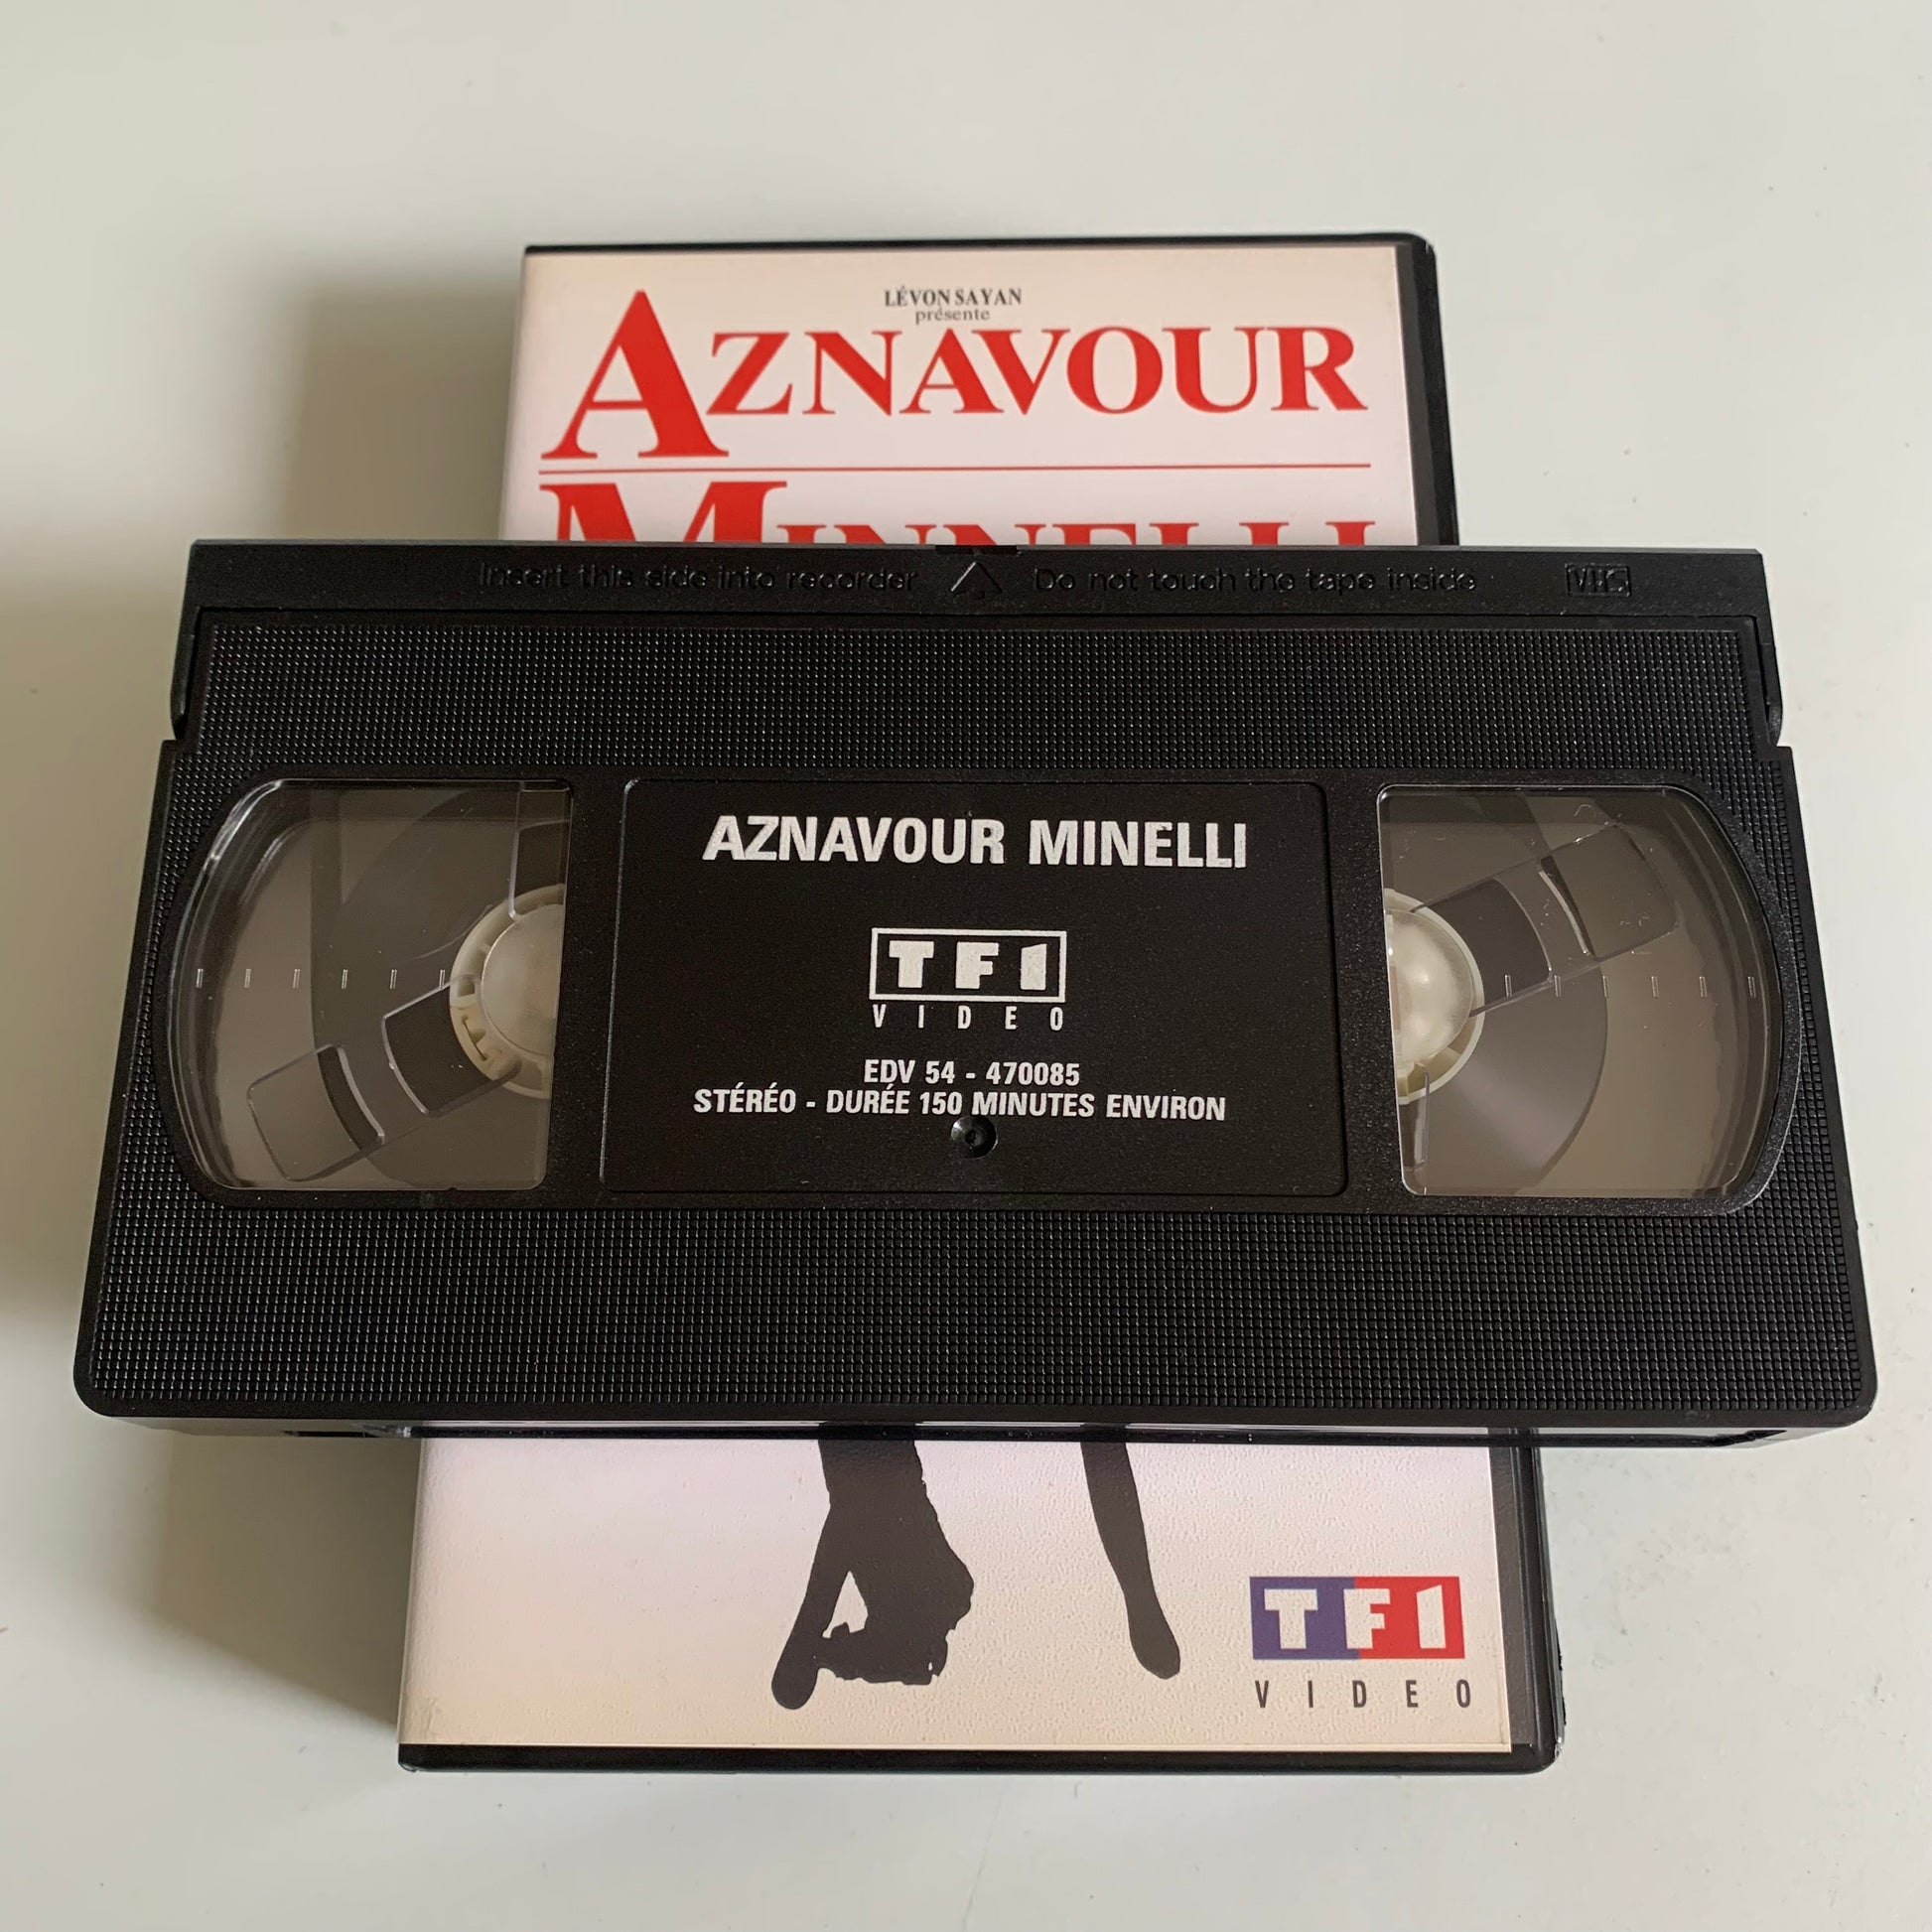 LÉVON SAYAN
présente
AZNAVOUR
MINNELLI
Insert this side into recorder Do not touch the tape inside VHS
AZNAVOUR MINELLI
TF1
VIDEO
EDV 54 - 470085
STÉRÉO - DURÉE 150 MINUTES ENVIRON
TF1
VIDEO